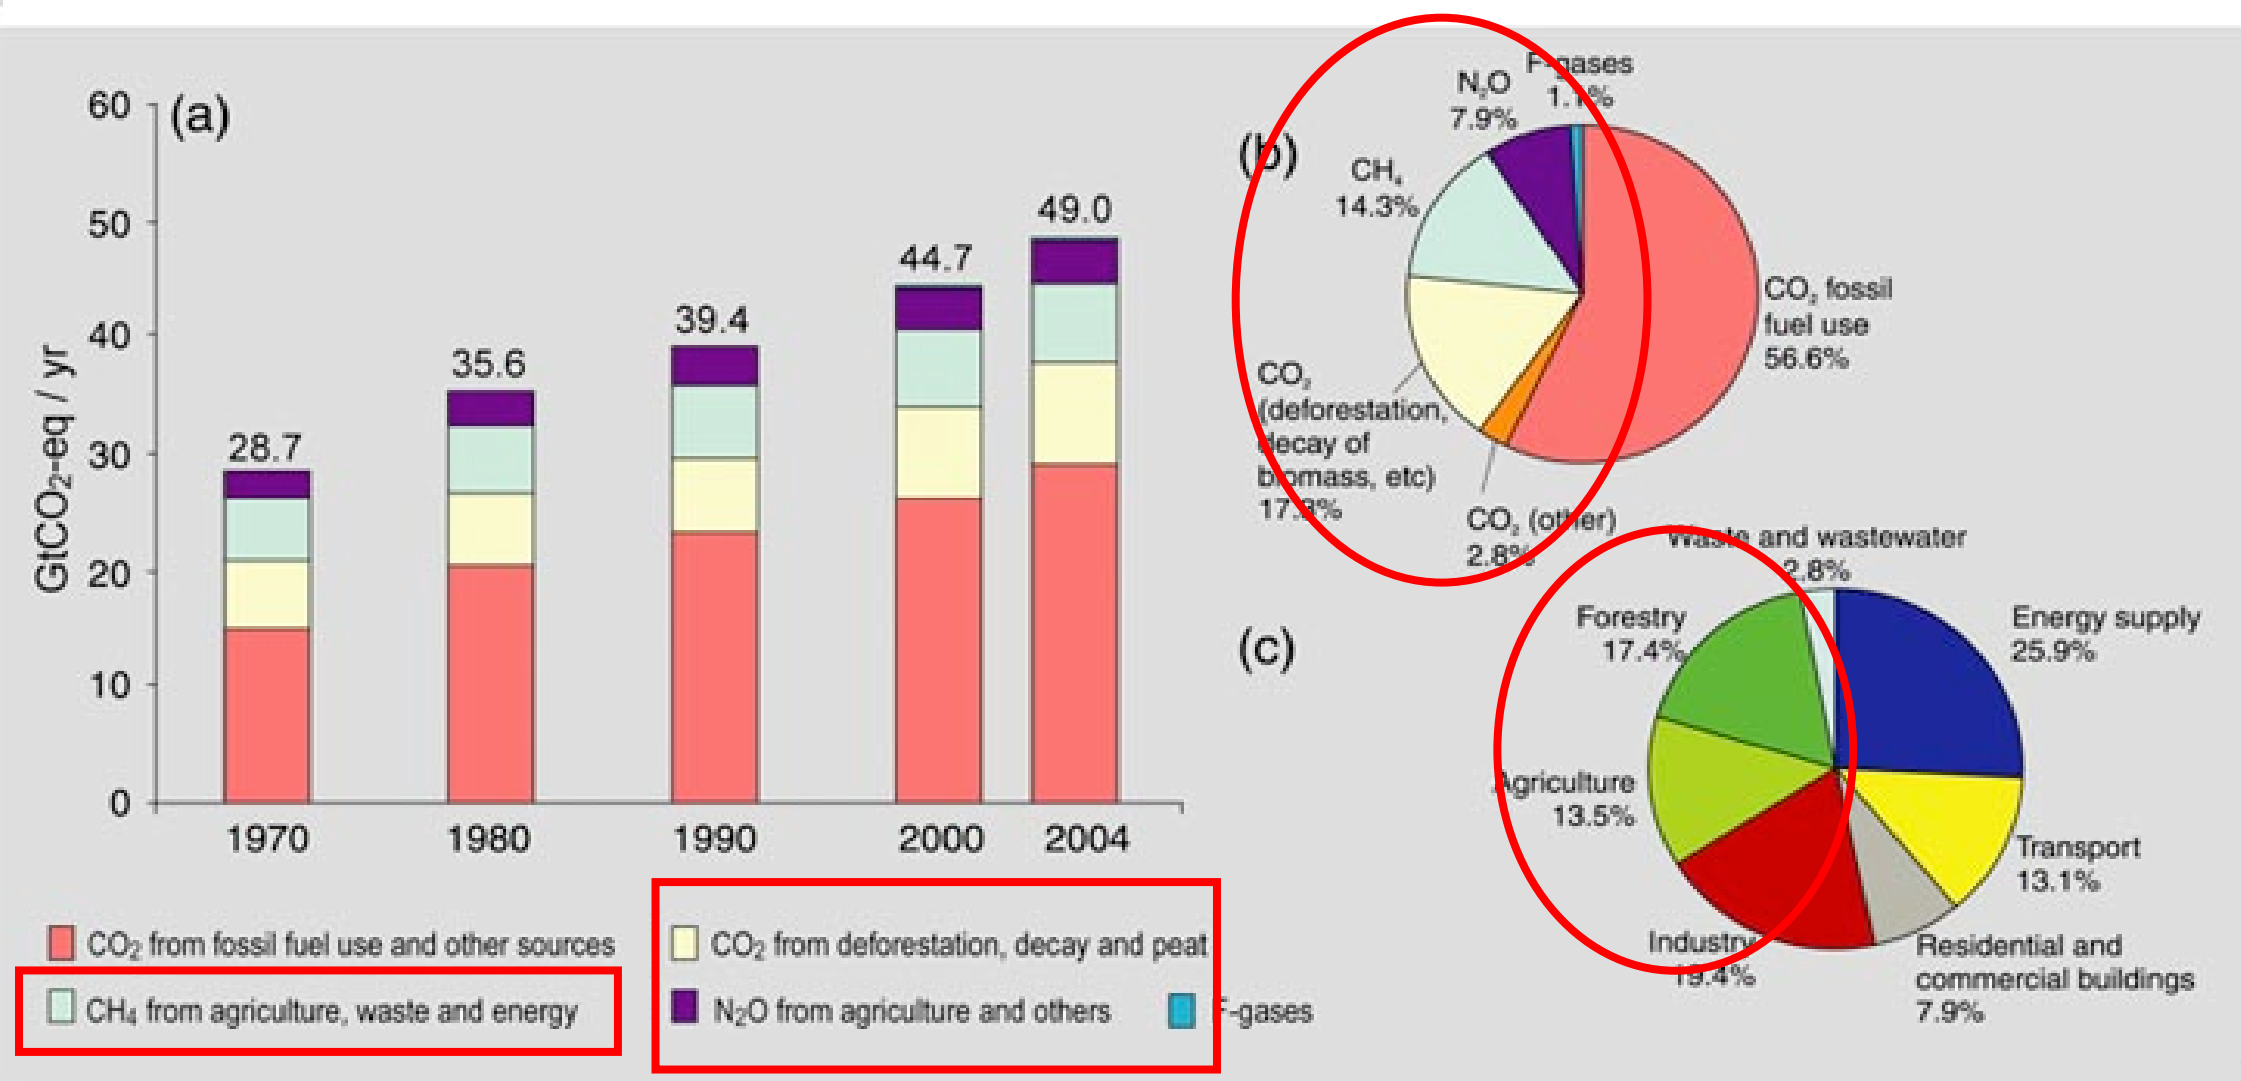 (a)
60
50
40
30
20
10
0
GtCO₂-eq / yr
28.7
35.6
39.4
44.7
49.0
1970
1980
1990
2000
2004
CO₂ from fossil fuel use and other sources
CH₄ from agriculture, waste and energy
CO₂ from deforestation, decay and peat
N₂O from agriculture and others
F-gases
(b)
F-gases
1.1%
N₂O
7.9%
CH₄
14.3%
CO₂ fossil
fuel use
56.6%
CO₂
(deforestation,
decay of
biomass, etc)
17.3%
CO₂ (other)
2.8%
(c)
Waste and wastewater
2.8%
Forestry
17.4%
Energy supply
25.9%
Agriculture
13.5%
Transport
13.1%
Industry
19.4%
Residential and
commercial buildings
7.9%